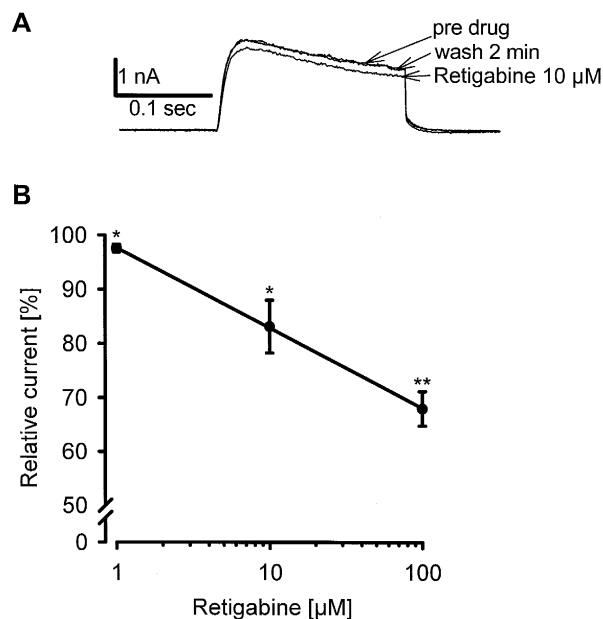 A
pre drug
wash 2 min
Retigabine 10 µM
1 nA
0.1 sec
B
100
90
80
70
60
50
0
*
*
**
Relative current [%]
1
10
100
Retigabine [µM]